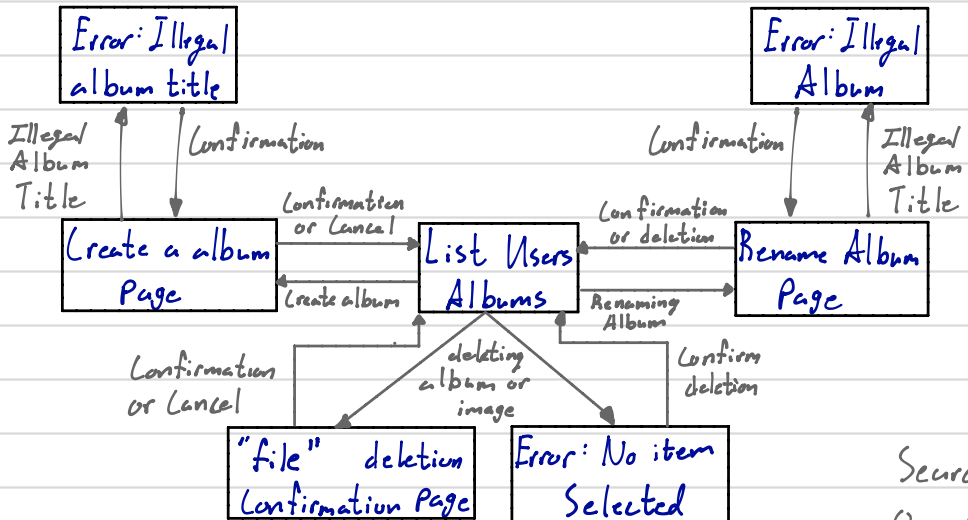 Error: Illegal
album title
Error: Illegal
Album
Illegal
Album
Title
Confirmation
Confirmation
Illegal
Album
Title
Create a album
Page
Confirmation
or Cancel
Create album
List Users
Albums
Confirmation
or deletion
Renaming
Album
Rename Album
Page
Confirmation
or Cancel
deleting
album or
image
Confirm
deletion
"file" deletion
Confirmation Page
Error: No item
Selected